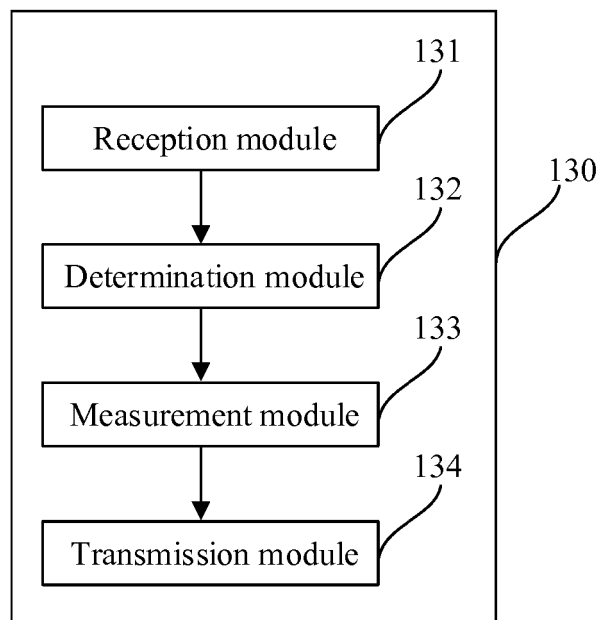 131
Reception module
130
132
Determination module
133
Measurement module
134
Transmission module